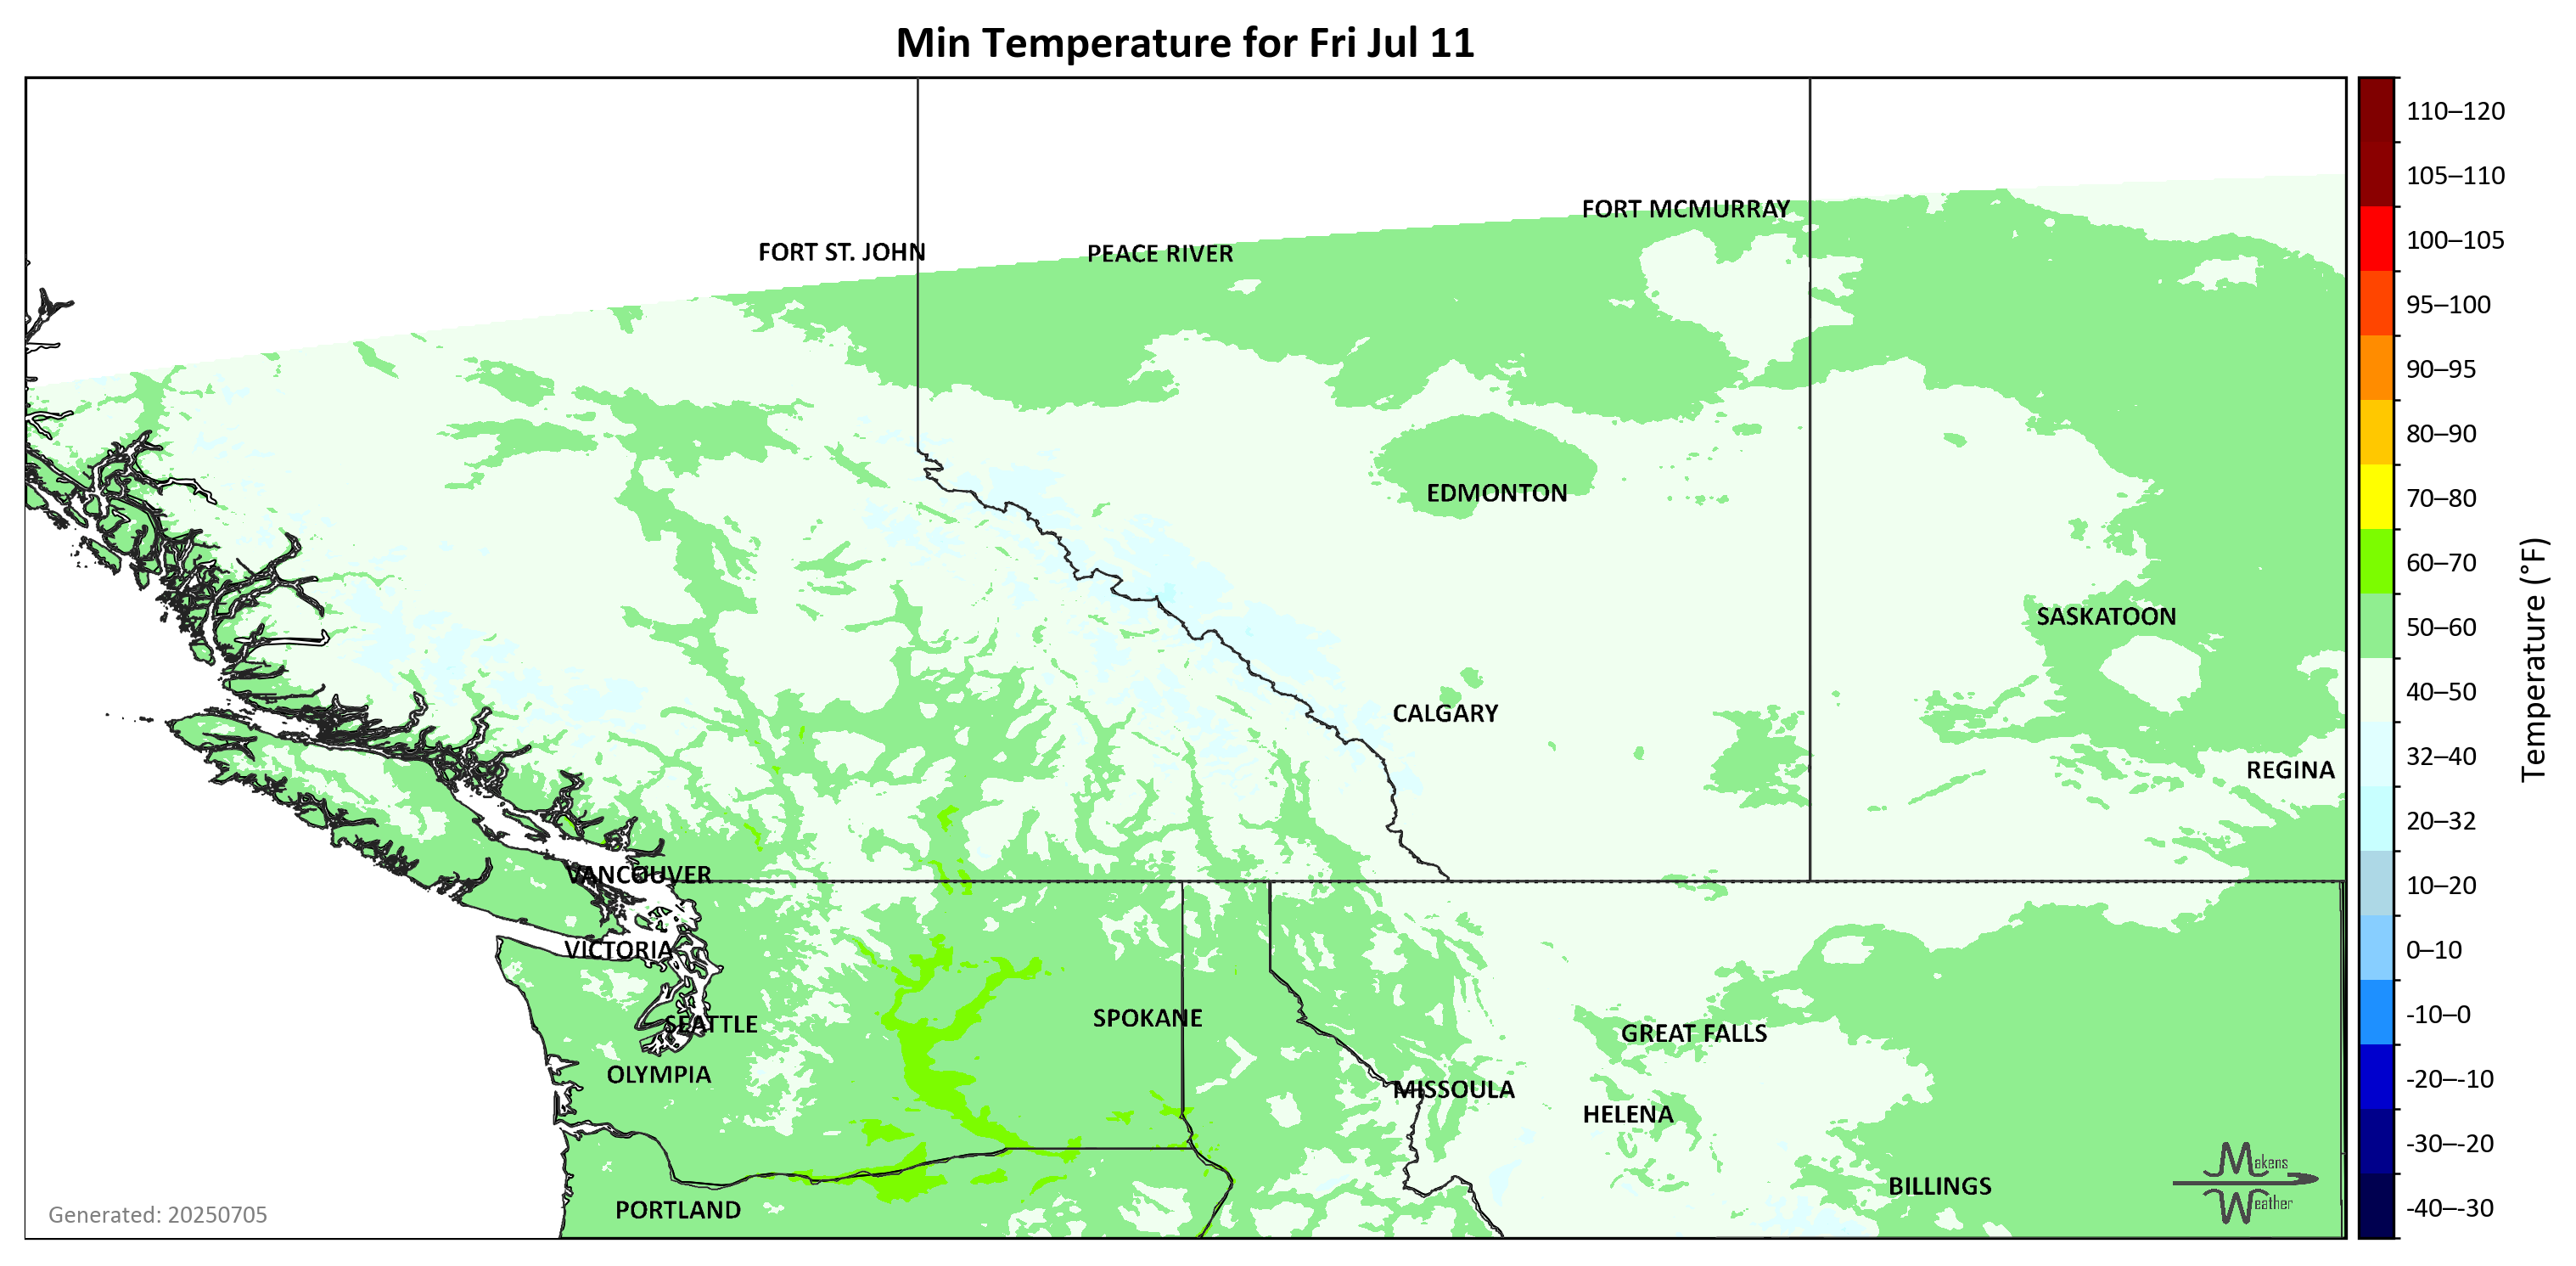 Min Temperature for Fri Jul 11
FORT MCMURRAY
FORT ST. JOHN
PEACE RIVER
EDMONTON
SASKATOON
CALGARY
REGINA
VANCOUVER
VICTORIA
SEATTLE
SPOKANE
GREAT FALLS
OLYMPIA
MISSOULA
HELENA
BILLINGS
PORTLAND
Makens
Weather
Generated: 20250705
110–120
105–110
100–105
95–100
90–95
80–90
70–80
60–70
50–60
40–50
32–40
20–32
10–20
0–10
-10–0
-20–-10
-30–-20
-40–-30
Temperature (°F)